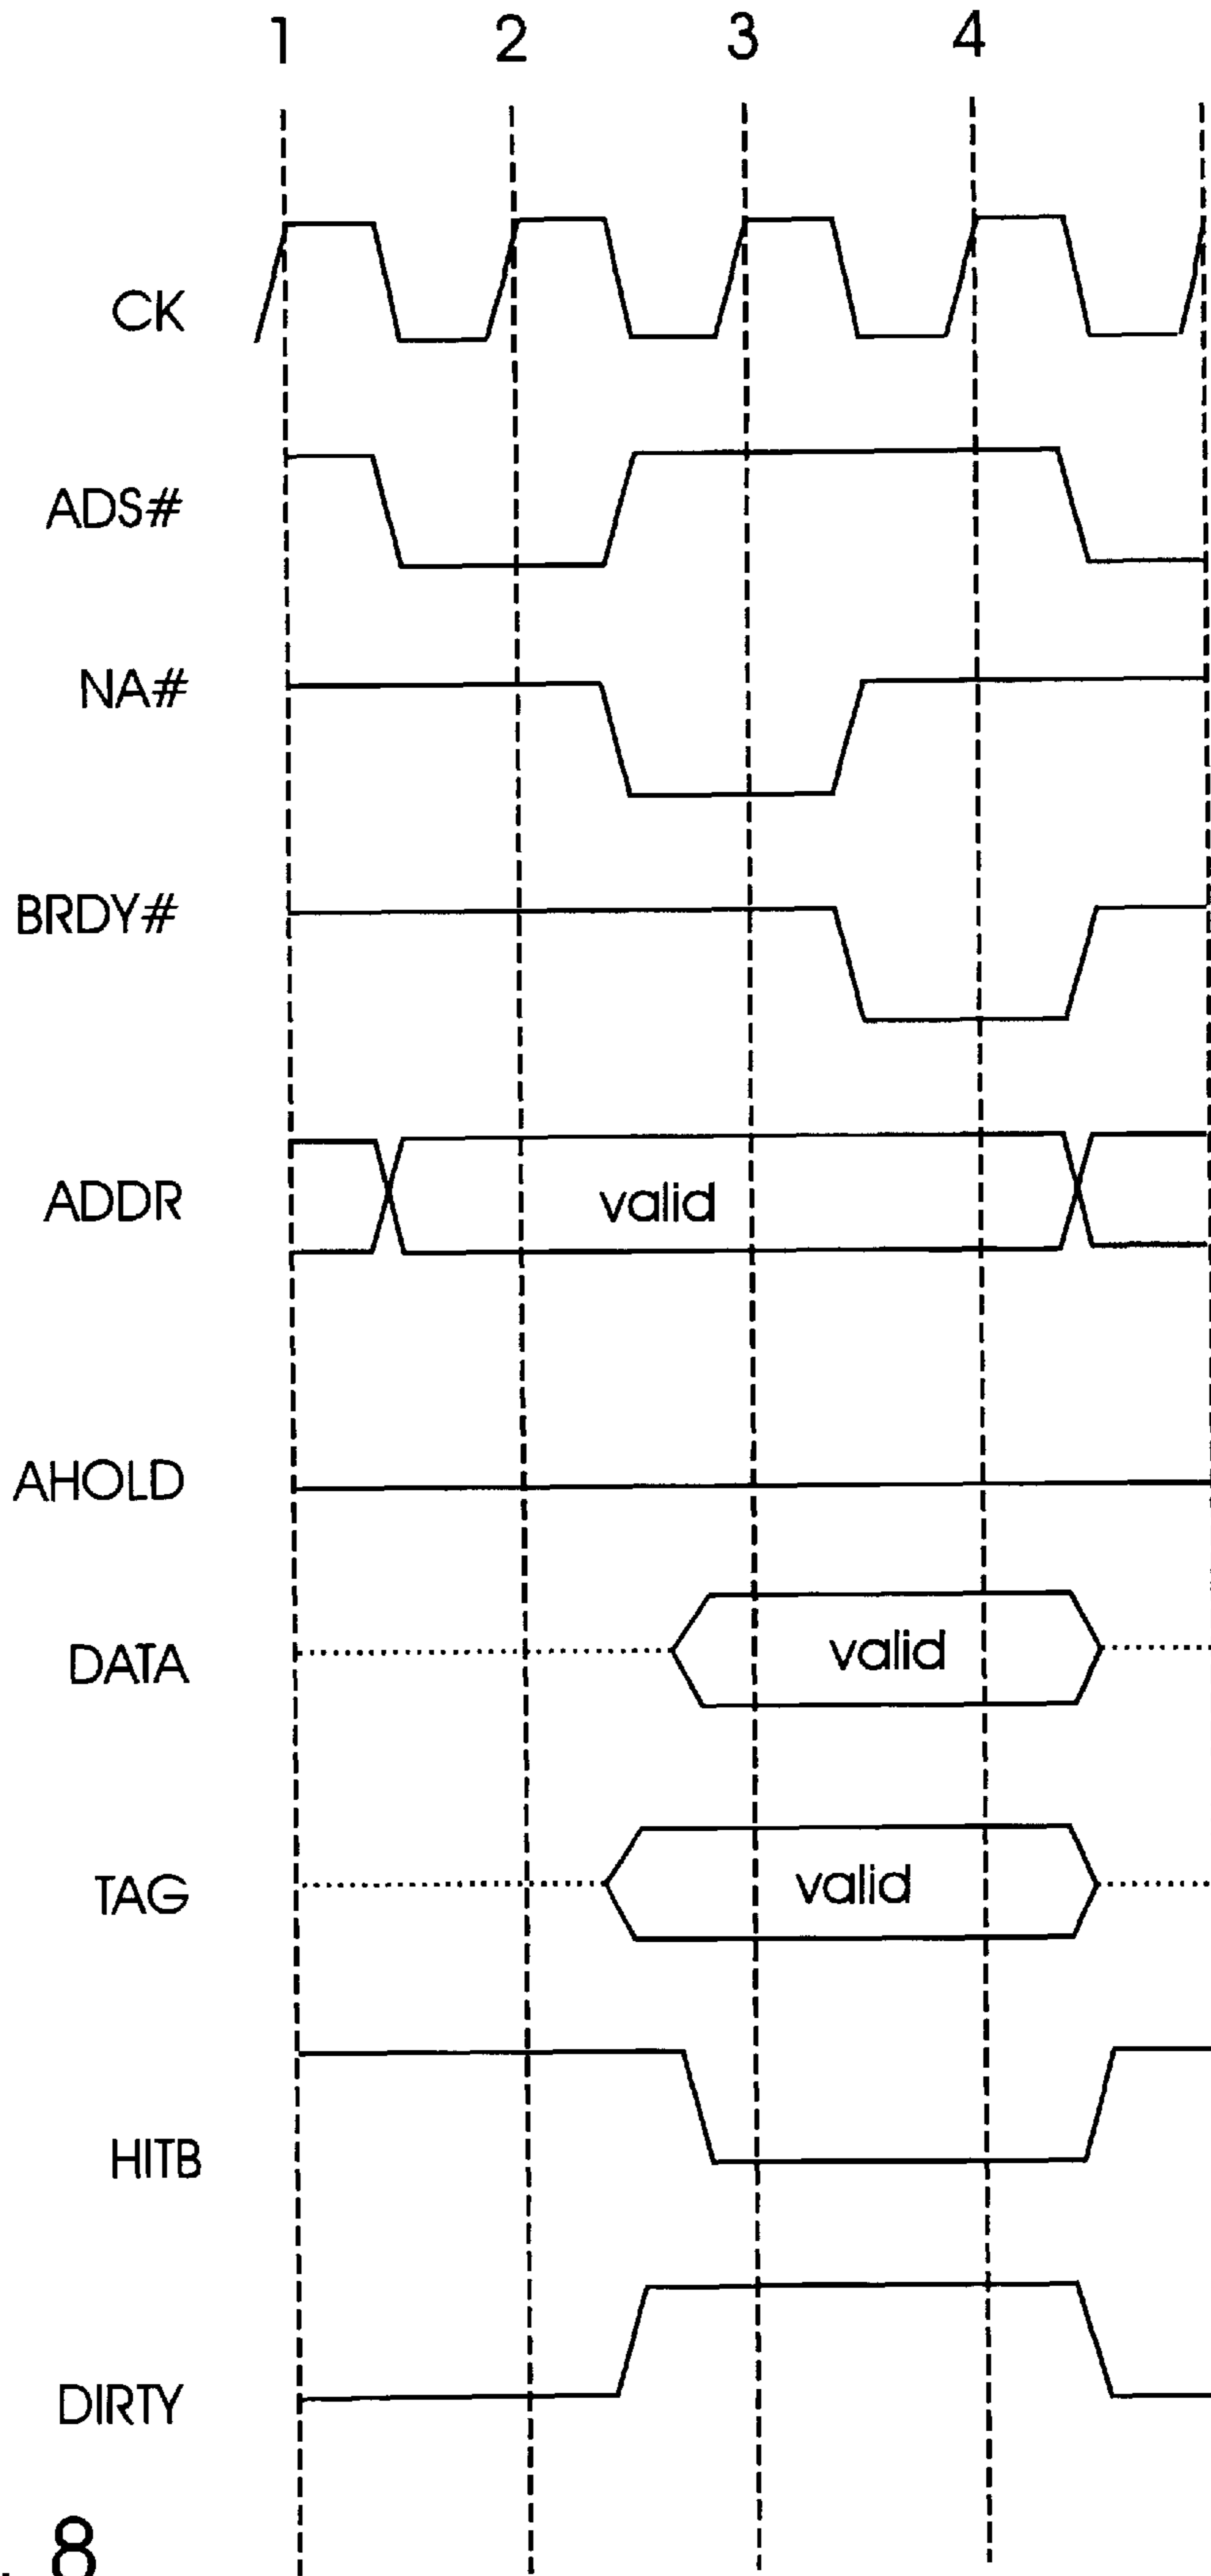 1 2 3 4
CK
ADS#
NA#
BRDY#
ADDR
valid
AHOLD
DATA
valid
TAG
valid
HITB
DIRTY
8